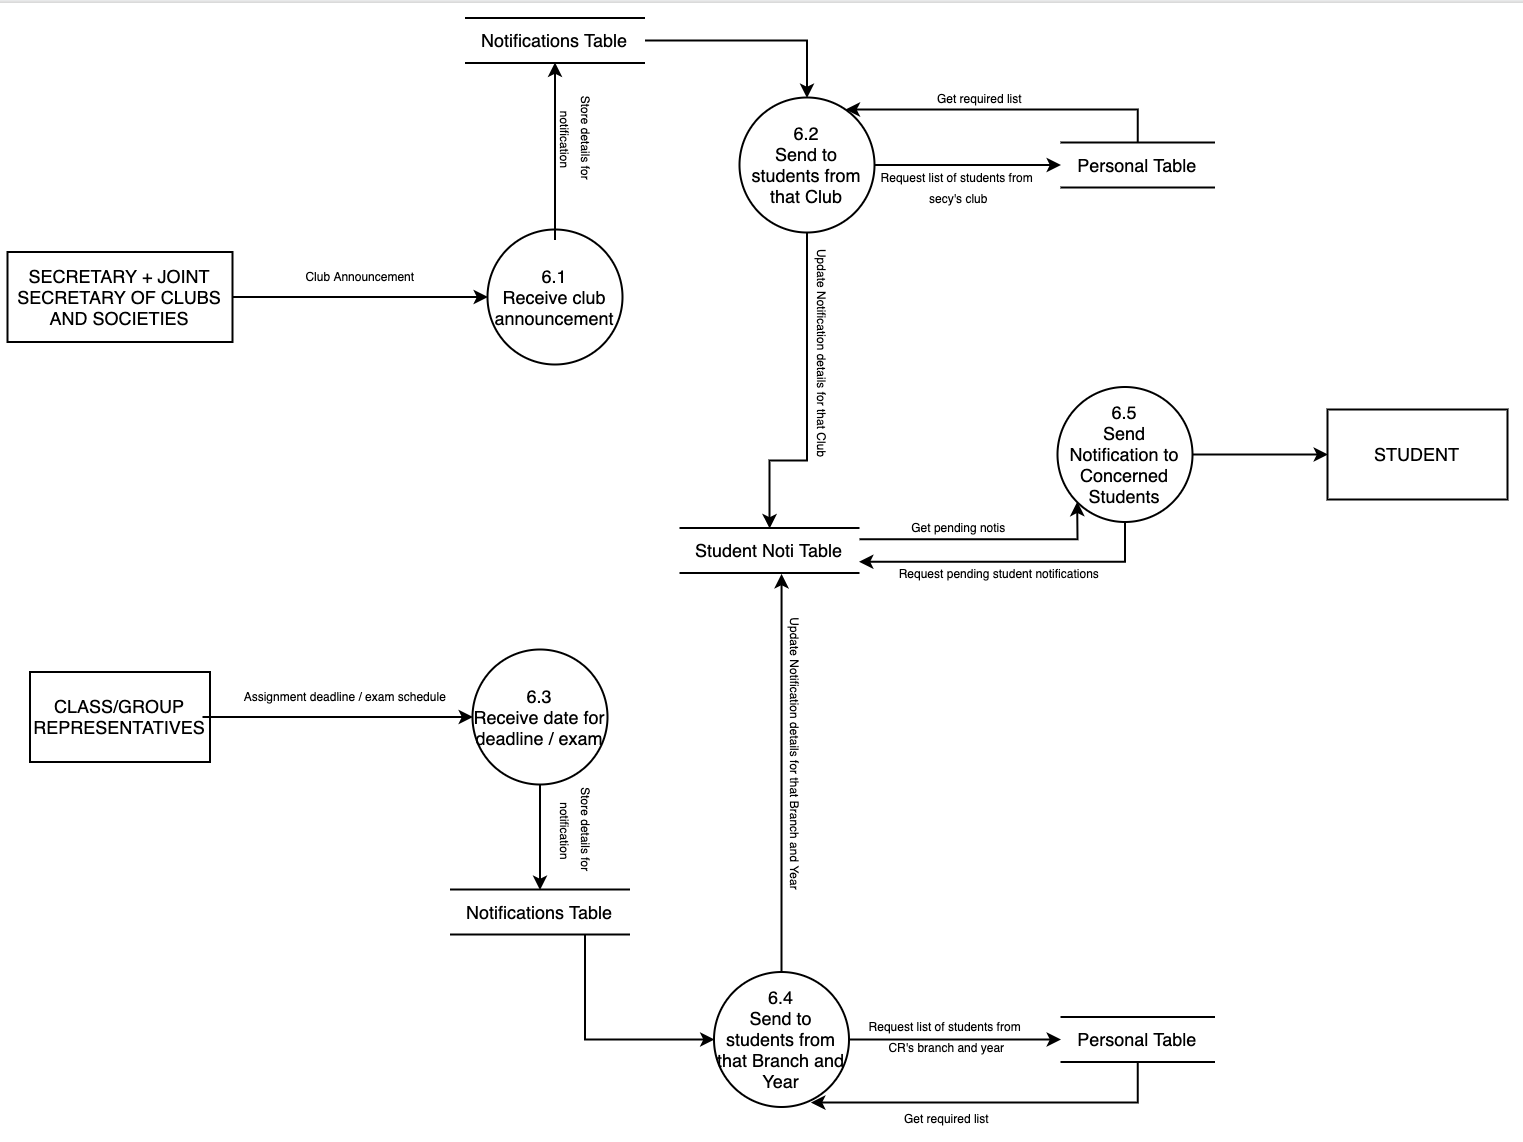 Notifications Table
Store details for
notification
Get required list
6.2
Send to
students from
that Club
Personal Table
Request list of students from
secy's club
SECRETARY + JOINT
SECRETARY OF CLUBS
AND SOCIETIES
Club Announcement
6.1
Receive club
announcement
Update Notification details for that Club
6.5
Send
Notification to
Concerned
Students
STUDENT
Student Noti Table
Get pending notis
Request pending student notifications
CLASS/GROUP
REPRESENTATIVES
Assignment deadline / exam schedule
6.3
Receive date for
deadline / exam
Update Notification details for that Branch and Year
Store details for
notification
Notifications Table
6.4
Send to
students from
that Branch and
Year
Request list of students from
CR's branch and year
Personal Table
Get required list